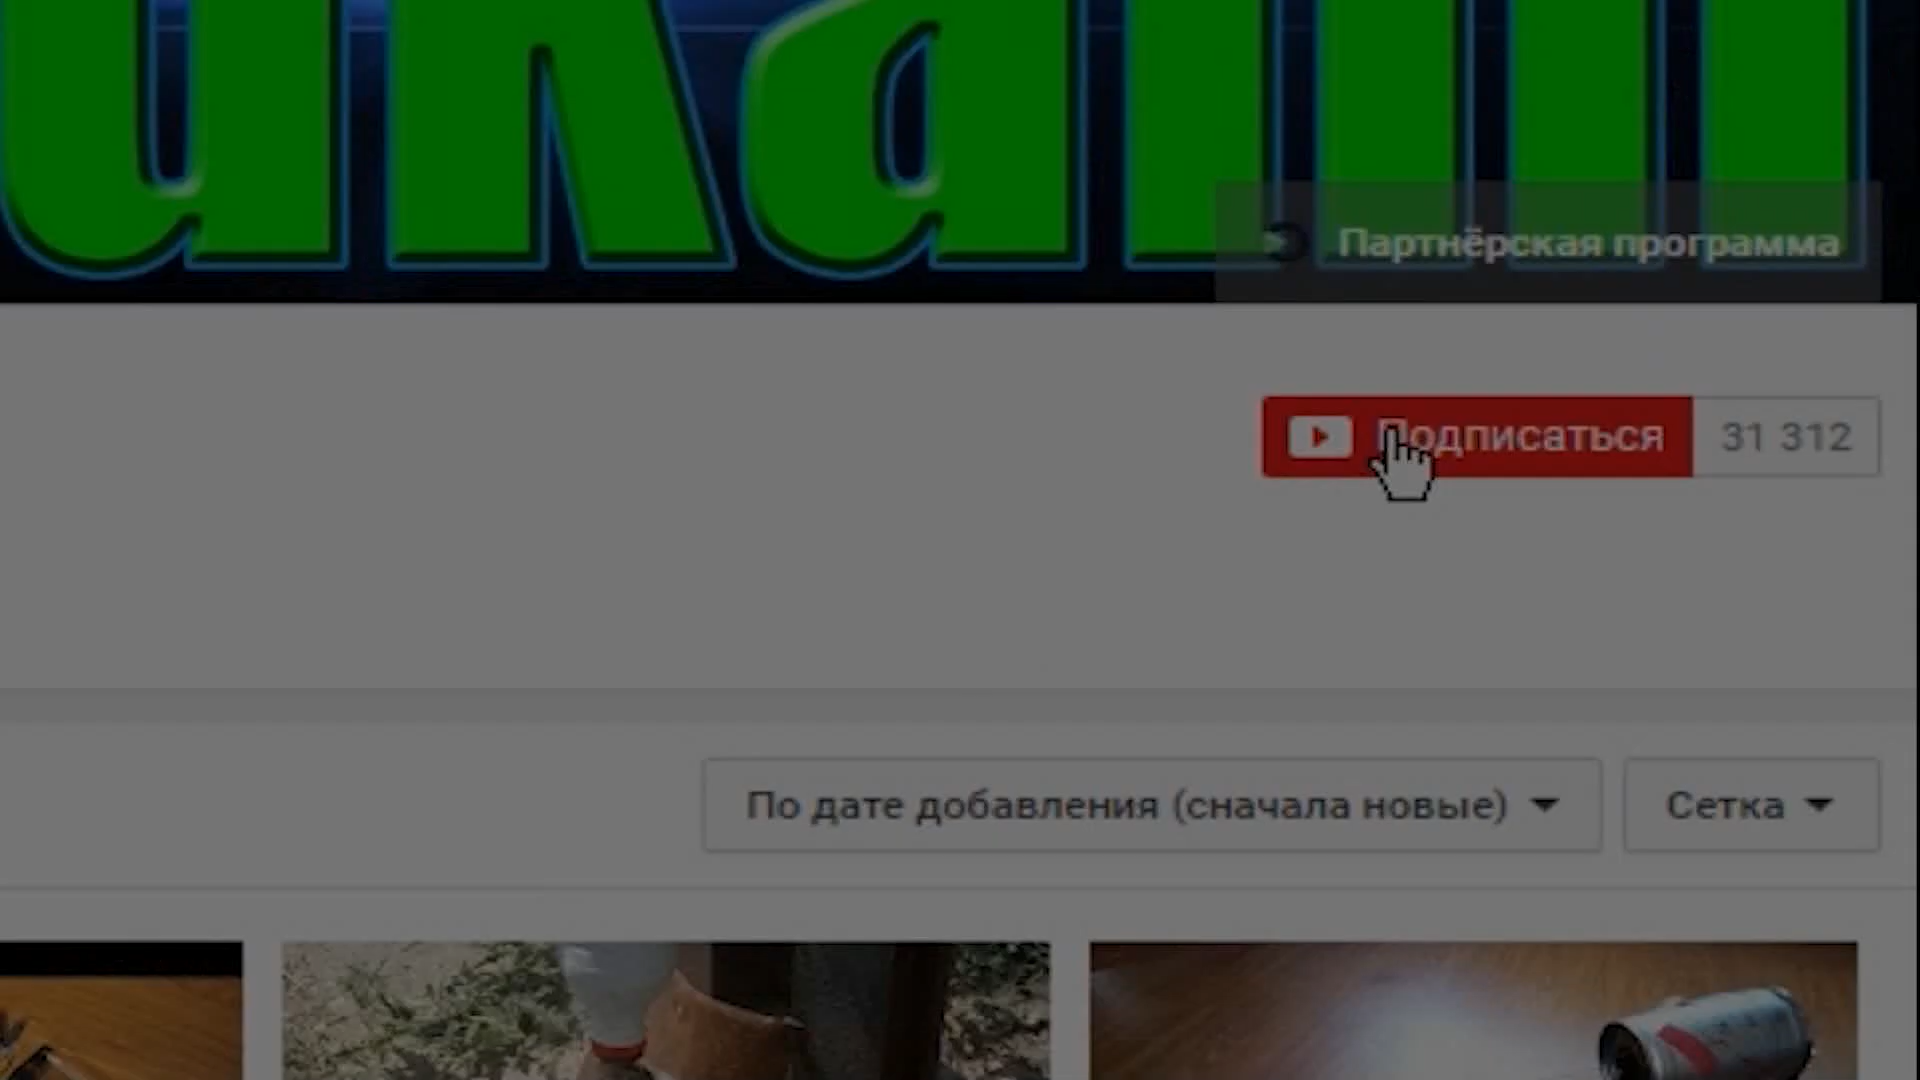 Партнёрская программа
Подписаться 31 312
По дате добавления (сначала новые) Сетка